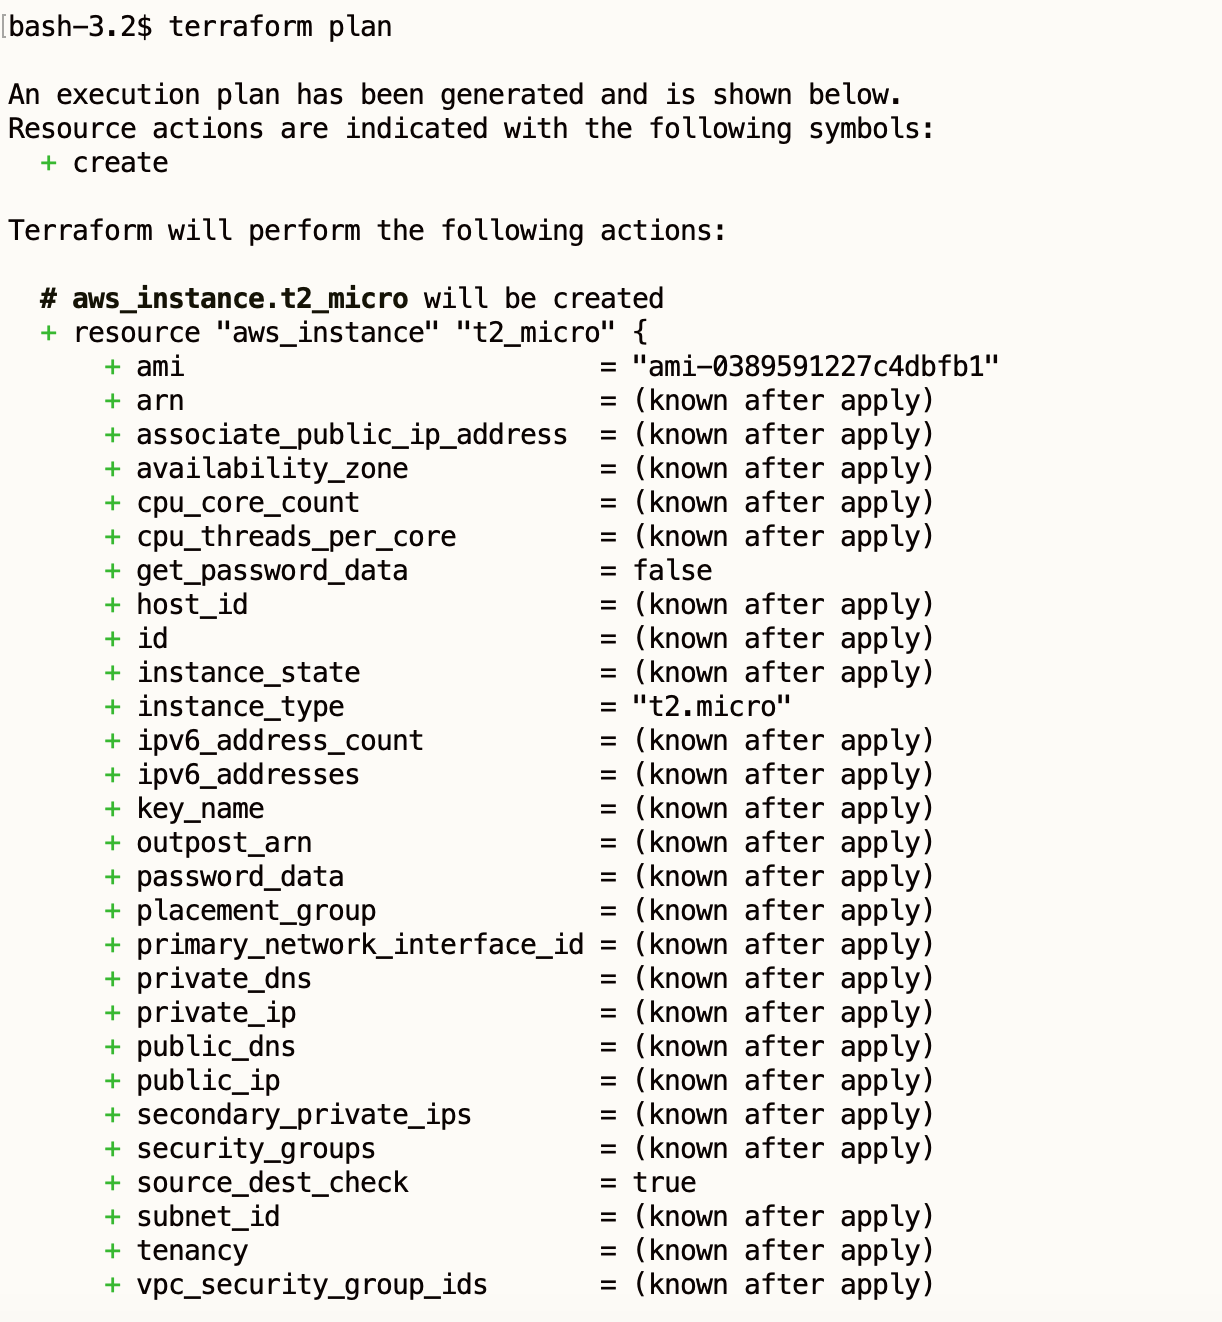 [bash-3.2$ terraform plan
An execution plan has been generated and is shown below.
Resource actions are indicated with the following symbols:
  + create
Terraform will perform the following actions:
  # aws_instance.t2_micro will be created
  + resource "aws_instance" "t2_micro" {
      + ami                          = "ami-0389591227c4dbfb1"
      + arn                          = (known after apply)
      + associate_public_ip_address  = (known after apply)
      + availability_zone            = (known after apply)
      + cpu_core_count               = (known after apply)
      + cpu_threads_per_core         = (known after apply)
      + get_password_data            = false
      + host_id                      = (known after apply)
      + id                           = (known after apply)
      + instance_state               = (known after apply)
      + instance_type                = "t2.micro"
      + ipv6_address_count           = (known after apply)
      + ipv6_addresses               = (known after apply)
      + key_name                     = (known after apply)
      + outpost_arn                  = (known after apply)
      + password_data                = (known after apply)
      + placement_group              = (known after apply)
      + primary_network_interface_id = (known after apply)
      + private_dns                  = (known after apply)
      + private_ip                   = (known after apply)
      + public_dns                   = (known after apply)
      + public_ip                    = (known after apply)
      + secondary_private_ips        = (known after apply)
      + security_groups              = (known after apply)
      + source_dest_check            = true
      + subnet_id                    = (known after apply)
      + tenancy                      = (known after apply)
      + vpc_security_group_ids       = (known after apply)